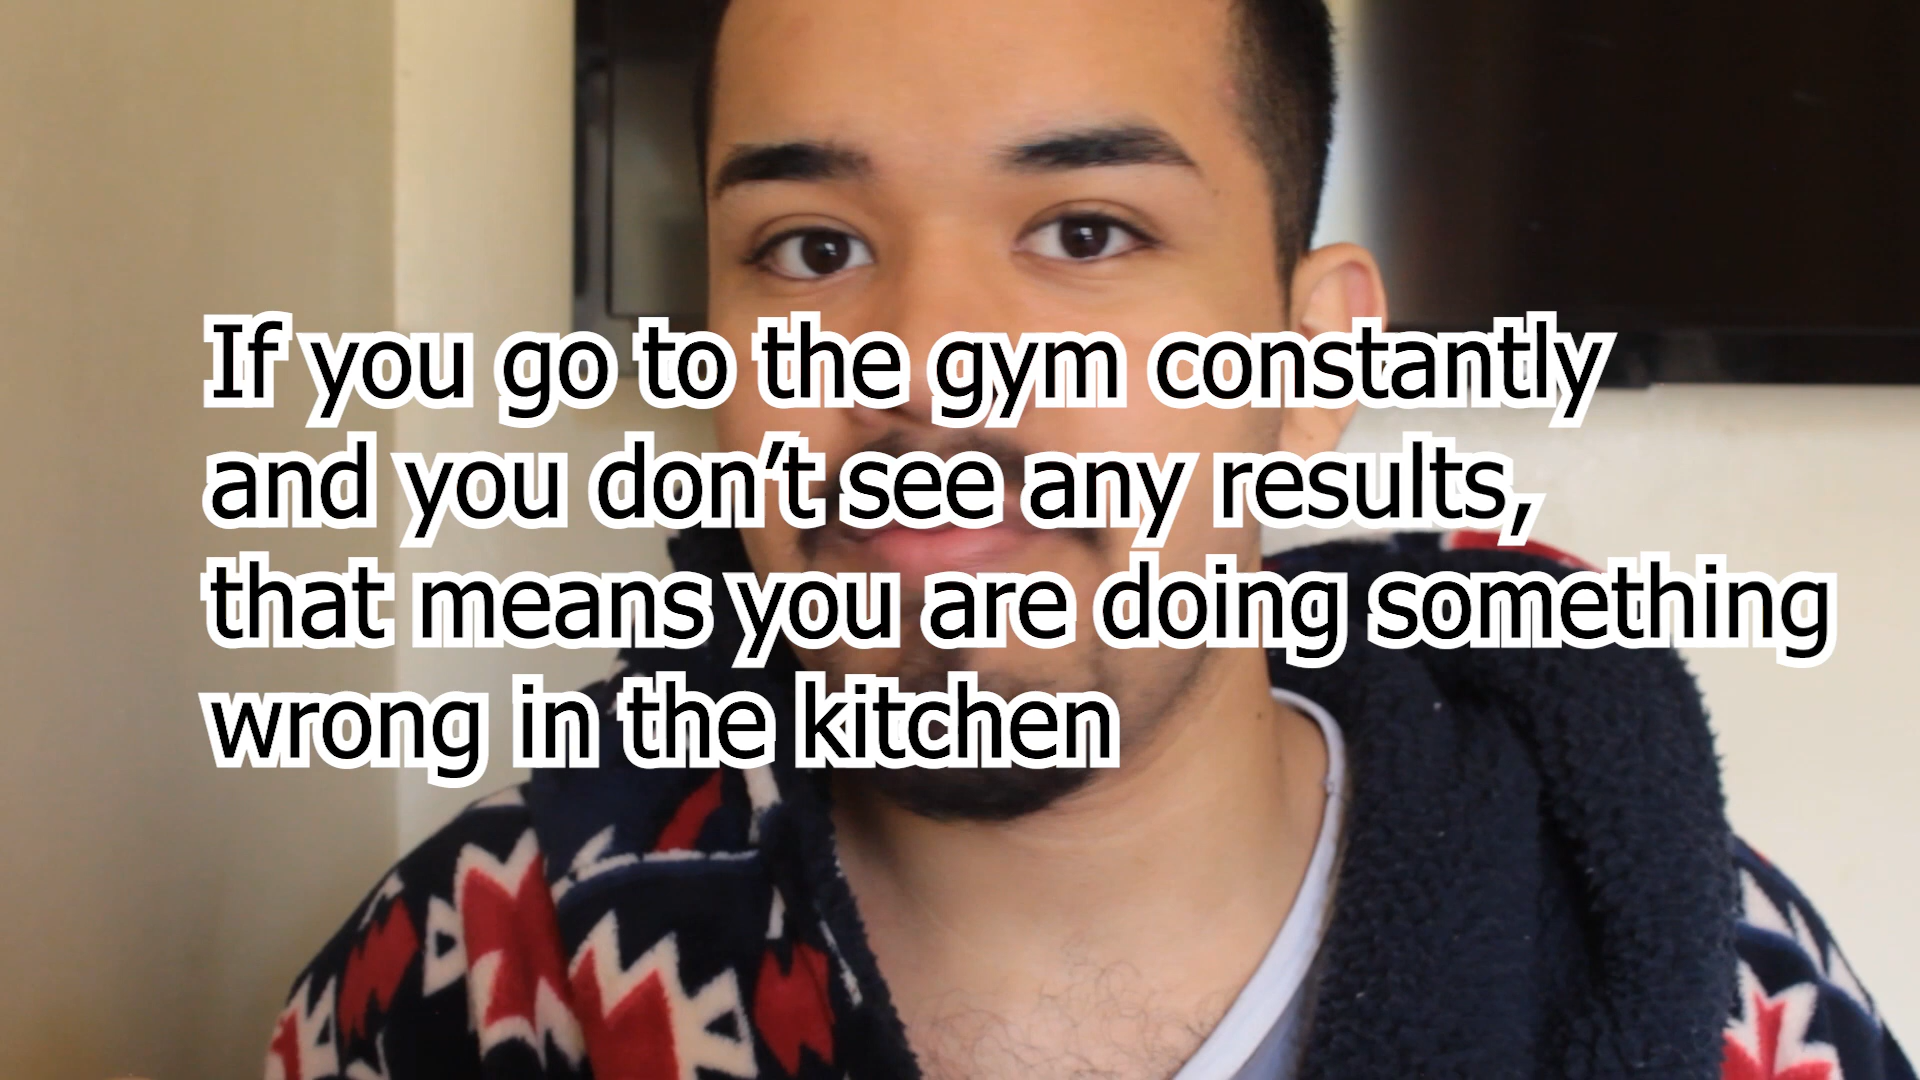 If you go to the gym constantly
and you don’t see any results,
that means you are doing something
wrong in the kitchen